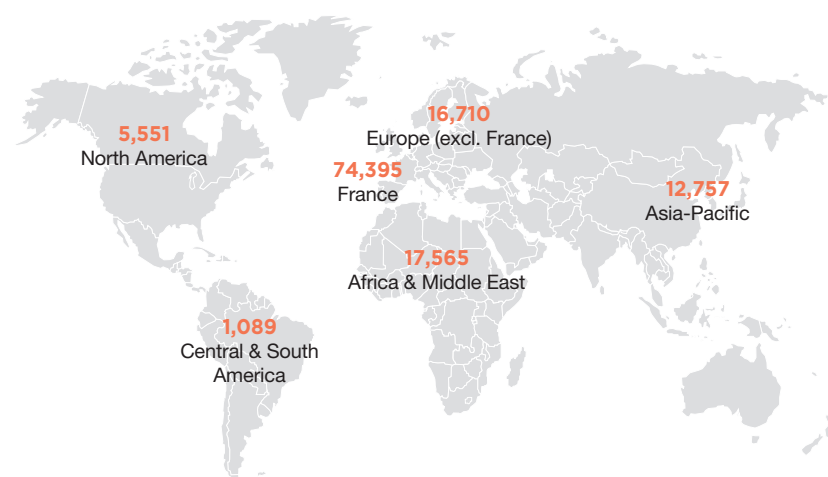 16,710
Europe (excl. France)
5,551
North America
74,395
France
12,757
Asia-Pacific
17,565
Africa & Middle East
1,089
Central & South
America